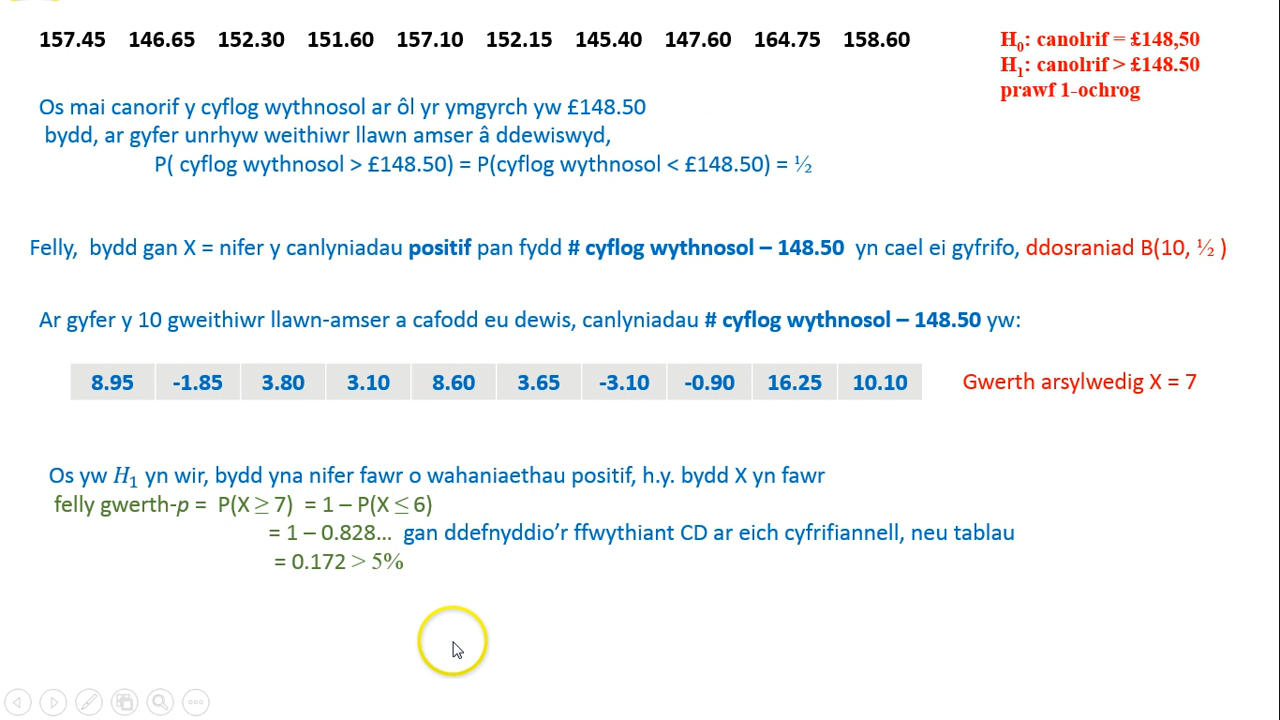 157.45 146.65 152.30 151.60 157.10 152.15 145.40 147.60 164.75 158.60
H₀: canolrif = £148,50
H₁: canolrif > £148.50
prawf 1-ochrog
Os mai canorif y cyflog wythnosol ar ôl yr ymgyrch yw £148.50
bydd, ar gyfer unrhyw weithiwr llawn amser â ddewiswyd,
P( cyflog wythnosol > £148.50) = P(cyflog wythnosol < £148.50) = ½
Felly, bydd gan X = nifer y canlyniadau positif pan fydd # cyflog wythnosol – 148.50 yn cael ei gyfrifo, ddosraniad B(10, ½ )
Ar gyfer y 10 gweithiwr llawn-amser a cafodd eu dewis, canlyniadau # cyflog wythnosol – 148.50 yw:
8.95 -1.85 3.80 3.10 8.60 3.65 -3.10 -0.90 16.25 10.10 Gwerth arsylwedig X = 7
Os yw H₁ yn wir, bydd yna nifer fawr o wahaniaethau positif, h.y. bydd X yn fawr
felly gwerth-p = P(X ≥ 7) = 1 – P(X ≤ 6)
= 1 – 0.828… gan ddefnyddio’r ffwythiant CD ar eich cyfrifiannell, neu tablau
= 0.172 > 5%